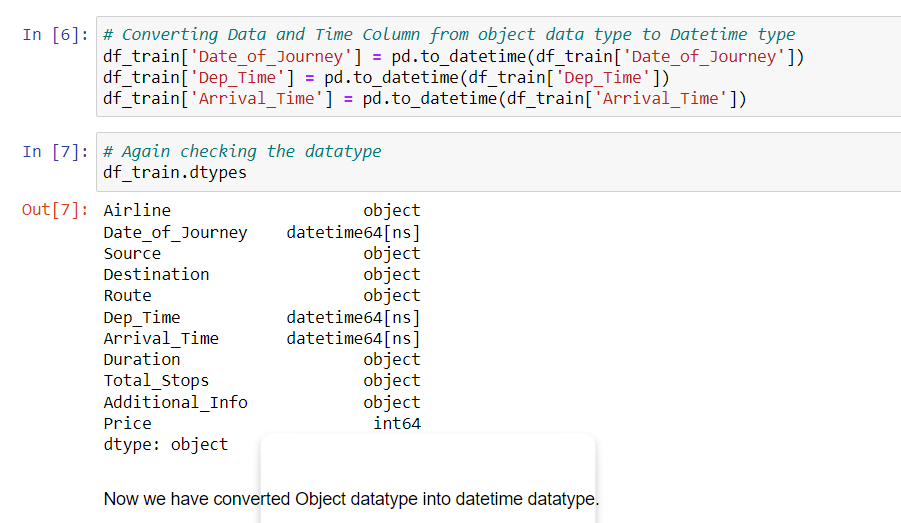 In [6]: # Converting Data and Time Column from object data type to Datetime type
df_train['Date_of_Journey'] = pd.to_datetime(df_train['Date_of_Journey'])
df_train['Dep_Time'] = pd.to_datetime(df_train['Dep_Time'])
df_train['Arrival_Time'] = pd.to_datetime(df_train['Arrival_Time'])
In [7]: # Again checking the datatype
df_train.dtypes
Out[7]: Airline object
Date_of_Journey datetime64[ns]
Source object
Destination object
Route object
Dep_Time datetime64[ns]
Arrival_Time datetime64[ns]
Duration object
Total_Stops object
Additional_Info object
Price int64
dtype: object
Now we have converted Object datatype into datetime datatype.